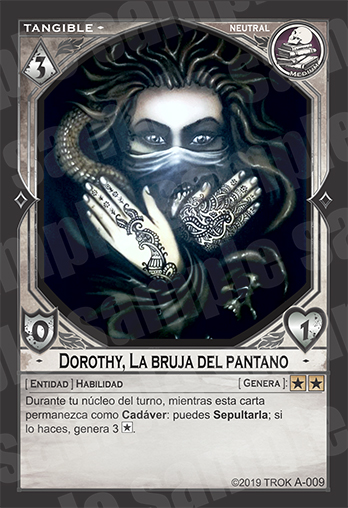 TANGIBLE
NEUTRAL
3
MEDIUM
0
1
DOROTHY, LA BRUJA DEL PANTANO
[ ENTIDAD ] HABILIDAD
[ GENERA ]:
Durante tu núcleo del turno, mientras esta carta
permanezca como Cadáver: puedes Sepultarla; si
lo haces, genera 3
©2019 TROK A-009
Sample